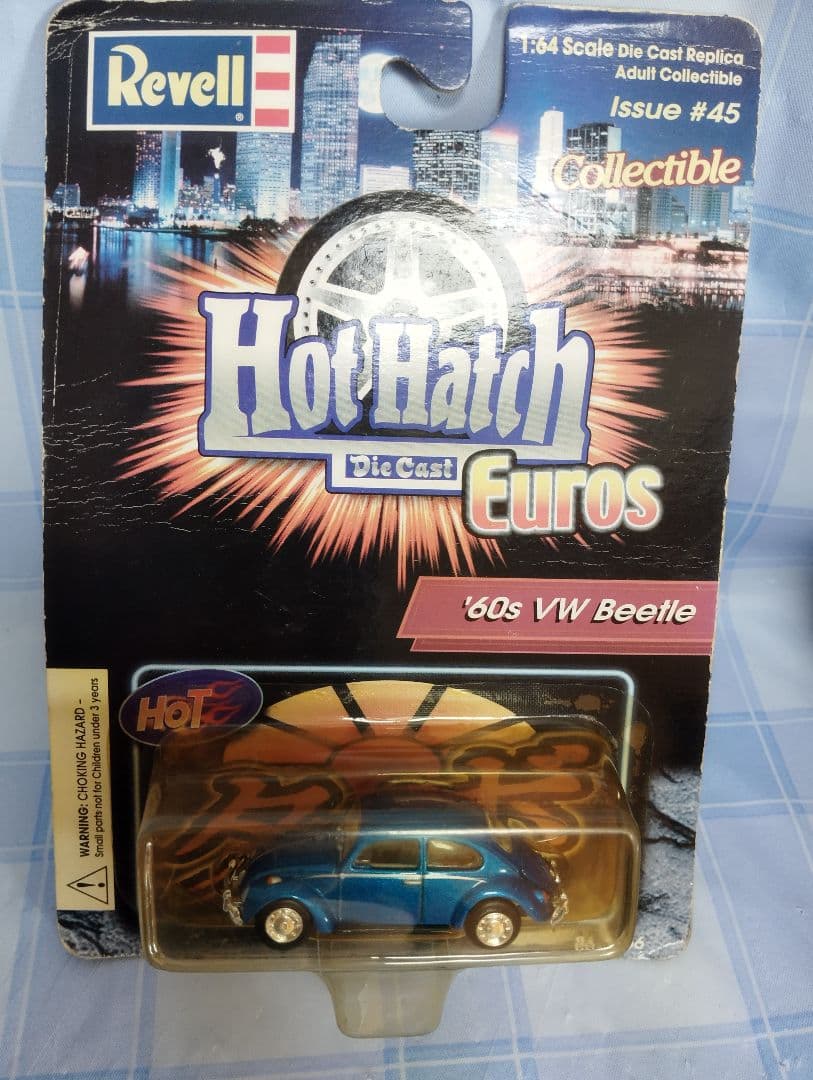 Revell
®
1:64 Scale Die Cast Replica
Adult Collectible
Issue #45
Collectible
Hot Hatch
Die Cast
Euros
'60s VW Beetle
HOT
WARNING: CHOKING HAZARD -
Small parts not for Children under 3 years